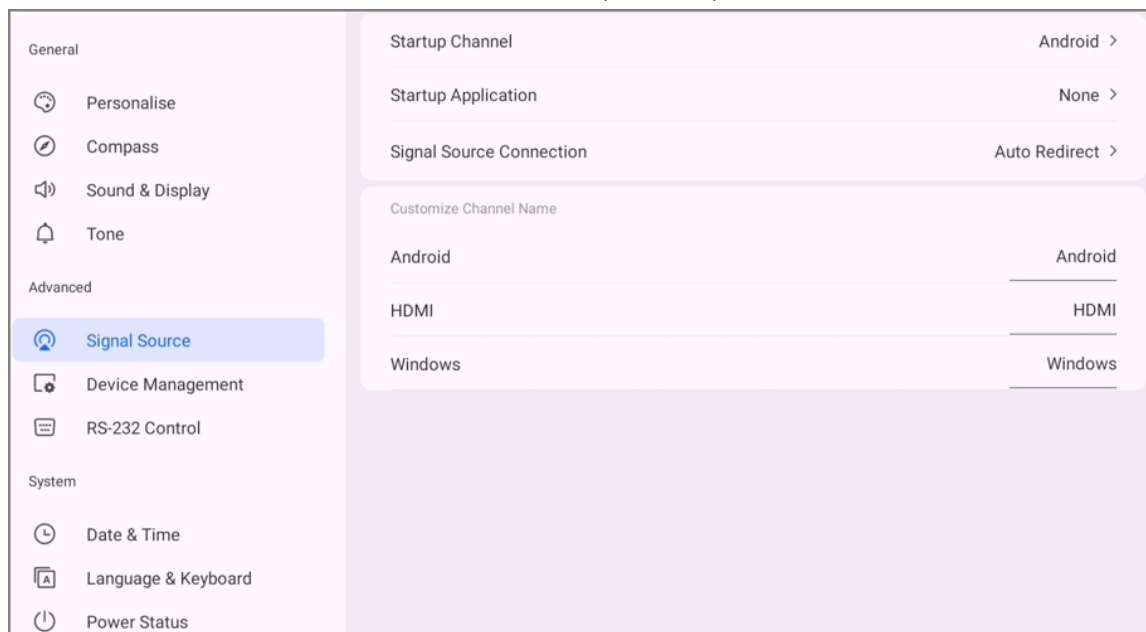 General
Personalise
Compass
Sound & Display
Tone
Advanced
Signal Source
Device Management
RS-232 Control
System
Date & Time
Language & Keyboard
Power Status
Startup Channel Android
Startup Application None
Signal Source Connection Auto Redirect
Customize Channel Name
Android Android
HDMI HDMI
Windows Windows